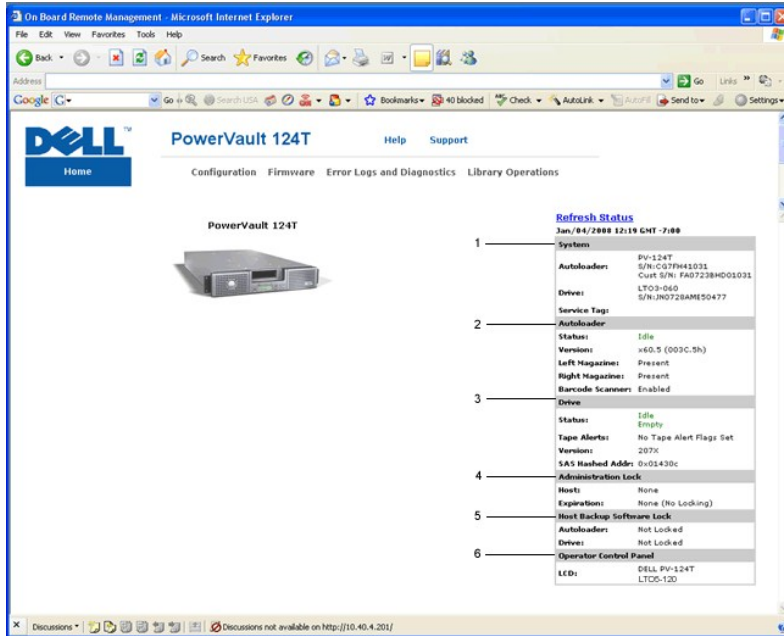 On Board Remote Management - Microsoft Internet Explorer
File Edit View Favorites Tools Help
Back Search Favorites
Address Go Links »
Google G Go Search USA Bookmarks 40 blocked Check AutoLink AutoFill Send to Settings
DELL™ PowerVault 124T Help Support
Home Configuration Firmware Error Logs and Diagnostics Library Operations
PowerVault 124T
Refresh Status
Jan/04/2008 12:19 GMT -7:00
1 System
Autoloader: PV-124T
S/N:CG7FH41031
Cust S/N: FA0723BHD01031
Drive: LTO3-060
S/N:JN0728AME50477
Service Tag:
2 Autoloader
Status: Idle
Version: x60.5 (003C.5h)
Left Magazine: Present
Right Magazine: Present
Barcode Scanner: Enabled
3 Drive
Status: Idle
Empty
Tape Alerts: No Tape Alert Flags Set
Version: 207X
SAS Hashed Addr: 0x01430c
4 Administration Lock
Host: None
Expiration: None (No Locking)
5 Host Backup Software Lock
Autoloader: Not Locked
Drive: Not Locked
6 Operator Control Panel
LCD: DELL PV-124T
LTO5-120
Discussions Discussions not available on http://10.40.4.201/